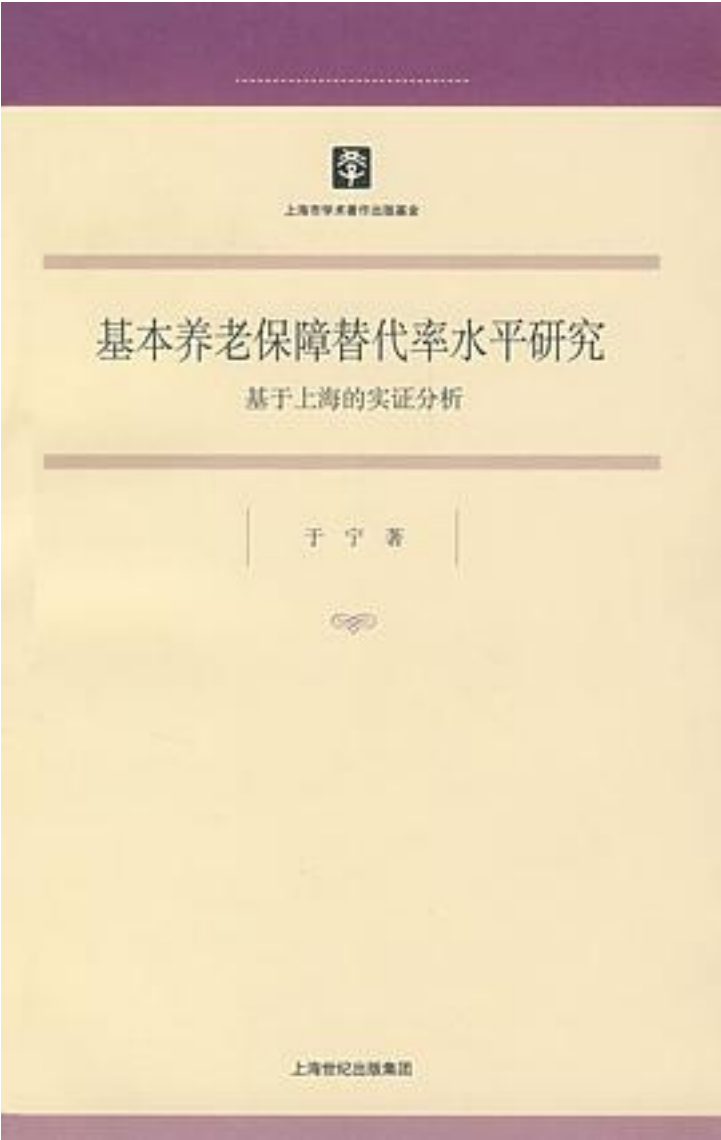 上海市学术著作出版基金
基本养老保障替代率水平研究
基于上海的实证分析
于宁著
上海世纪出版集团